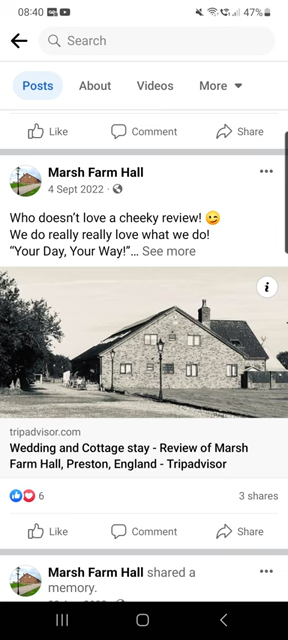 08:40
47%
Search
Posts
About
Videos
More
Like
Comment
Share
Marsh Farm Hall
4 Sept 2022 ·
Who doesn't love a cheeky review! 😉
We do really really love what we do!
“Your Day, Your Way!”... See more
tripadvisor.com
Wedding and Cottage stay - Review of Marsh
Farm Hall, Preston, England - Tripadvisor
6
3 shares
Like
Comment
Share
Marsh Farm Hall shared a
memory.